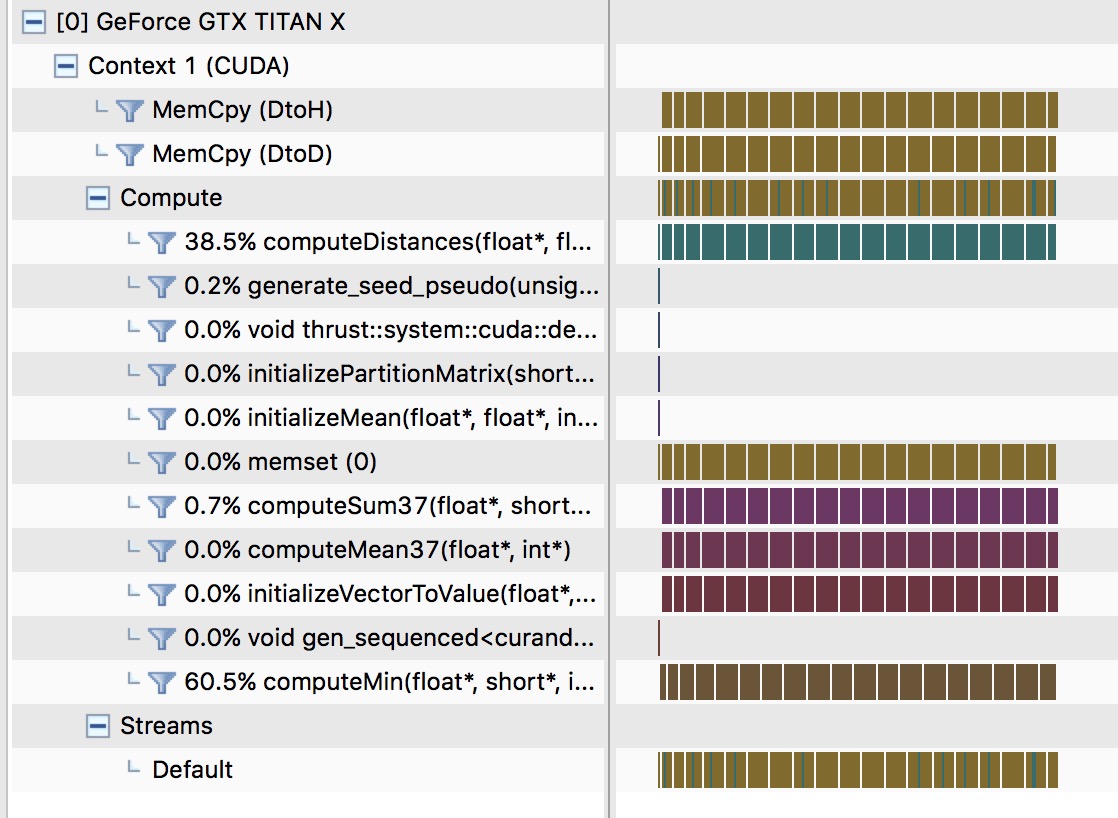 [0] GeForce GTX TITAN X
Context 1 (CUDA)
MemCpy (DtoH)
MemCpy (DtoD)
Compute
38.5% computeDistances(float*, fl...
0.2% generate_seed_pseudo(unsig...
0.0% void thrust::system::cuda::de...
0.0% initializePartitionMatrix(short...
0.0% initializeMean(float*, float*, in...
0.0% memset (0)
0.7% computeSum37(float*, short...
0.0% computeMean37(float*, int*)
0.0% initializeVectorToValue(float*,...
0.0% void gen_sequenced<curand...
60.5% computeMin(float*, short*, i...
Streams
Default